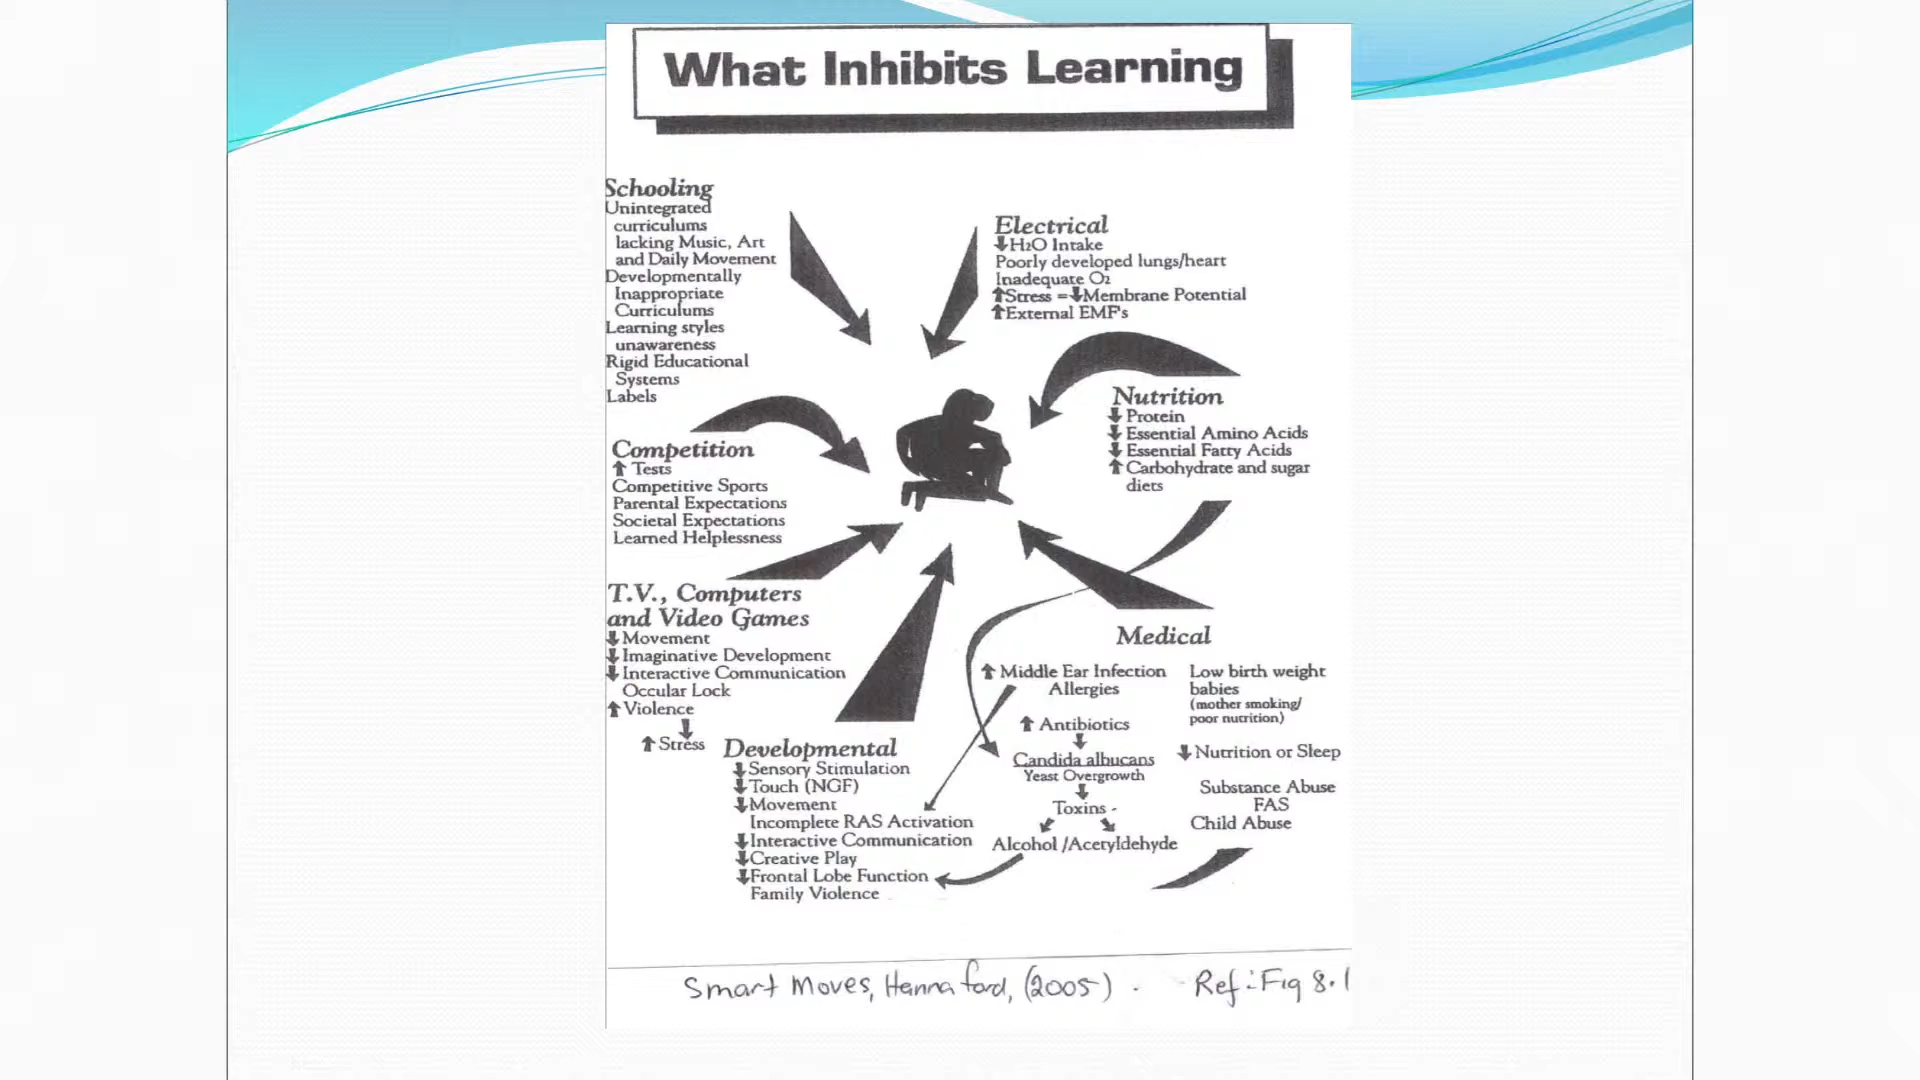 What Inhibits Learning
Schooling
Unintegrated
curriculums
lacking Music, Art
and Daily Movement
Developmentally
Inappropriate
Curriculums
Learning styles
unawareness
Rigid Educational
Systems
Labels
Electrical
⬇H₂O Intake
Poorly developed lungs/heart
Inadequate O₂
⬆Stress = ⬇Membrane Potential
⬆External EMF's
Nutrition
⬇Protein
⬇Essential Amino Acids
⬇Essential Fatty Acids
⬆Carbohydrate and sugar
diets
Competition
⬆ Tests
Competitive Sports
Parental Expectations
Societal Expectations
Learned Helplessness
T.V., Computers
and Video Games
⬇Movement
⬇Imaginative Development
⬇Interactive Communication
Occular Lock
⬆Violence
⬇
⬆Stress
Developmental
⬇Sensory Stimulation
⬇Touch (NGF)
⬇Movement
Incomplete RAS Activation
⬇Interactive Communication
⬇Creative Play
⬇Frontal Lobe Function
Family Violence
Medical
⬆ Middle Ear Infection
Allergies
⬆ Antibiotics
⬇
Candida albucans
Yeast Overgrowth
⬇
Toxins -
Alcohol /Acetyldehyde
Low birth weight
babies
(mother smoking/
poor nutrition)
⬇Nutrition or Sleep
Substance Abuse
FAS
Child Abuse
Smart Moves, Hannaford, (2005) . - Ref: Fig 8.1